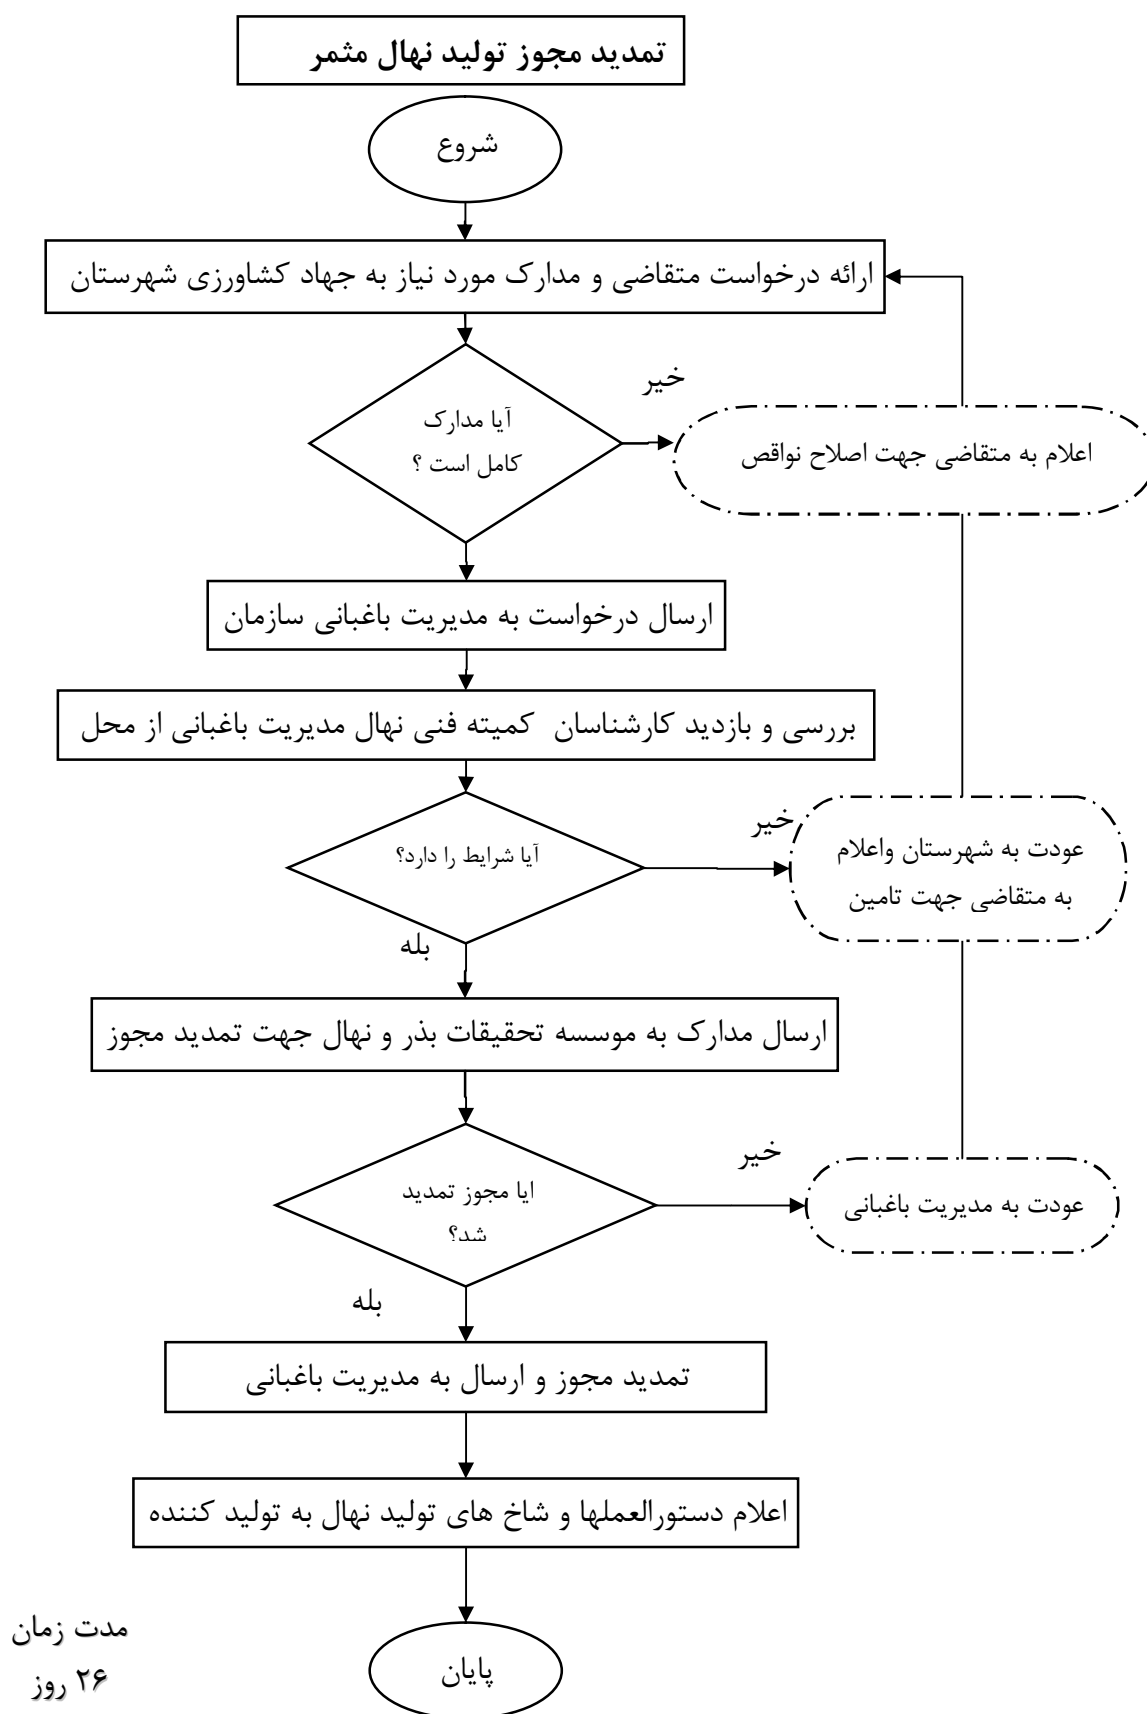 تمدید مجوز تولید نهال مثمر
شروع
ارائه درخواست متقاضی و مدارک مورد نیاز به جهاد کشاورزی شهرستان
خیر
آیا مدارک
کامل است ؟
اعلام به متقاضی جهت اصلاح نواقص
ارسال درخواست به مدیریت باغبانی سازمان
بررسی و بازدید کارشناسان کمیته فنی نهال مدیریت باغبانی از محل
خیر
آیا شرایط را دارد؟
عودت به شهرستان واعلام
به متقاضی جهت تامین
بله
ارسال مدارک به موسسه تحقیقات بذر و نهال جهت تمدید مجوز
خیر
ایا مجوز تمدید
شد؟
عودت به مدیریت باغبانی
بله
تمدید مجوز و ارسال به مدیریت باغبانی
اعلام دستورالعملها و شاخ های تولید نهال به تولید کننده
مدت زمان
۲۶ روز
پایان